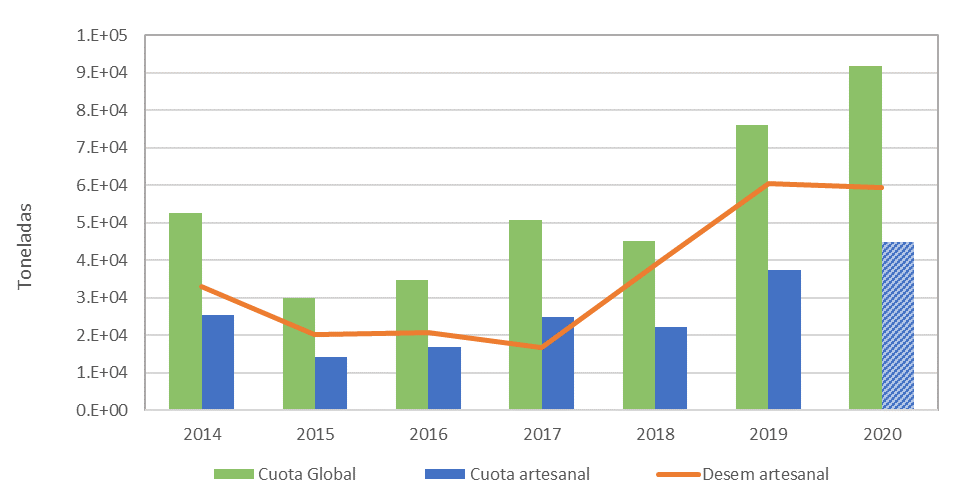 1.E+05
9.E+04
8.E+04
7.E+04
6.E+04
5.E+04
4.E+04
3.E+04
2.E+04
1.E+04
0.E+00
Toneladas
2014 2015 2016 2017 2018 2019 2020
Cuota Global Cuota artesanal Desem artesanal